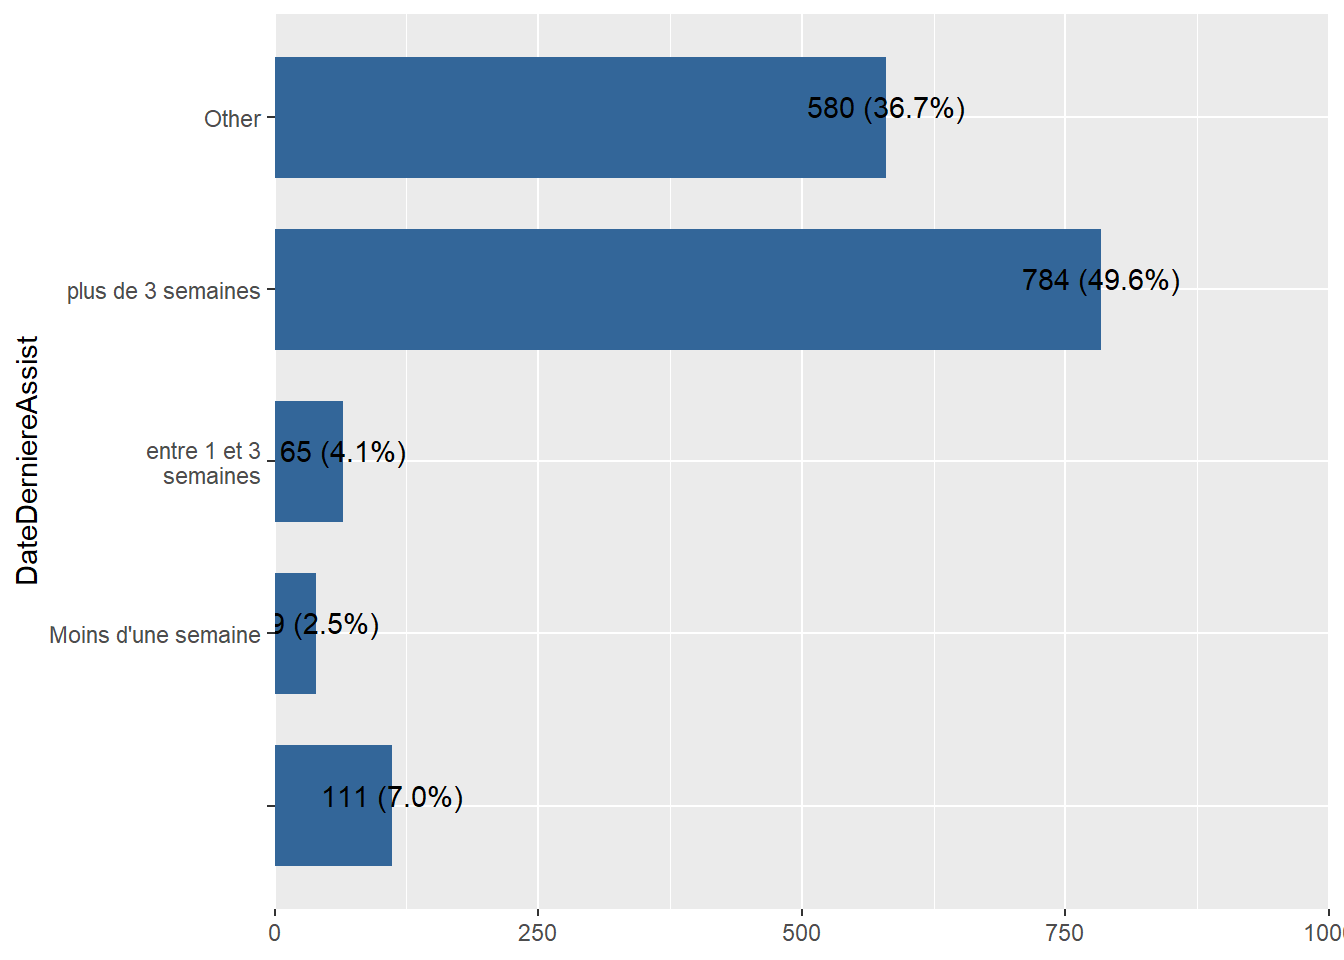 DateDerniereAssist
Other
580 (36.7%)
plus de 3 semaines
784 (49.6%)
entre 1 et 3
semaines
65 (4.1%)
Moins d'une semaine
9 (2.5%)
111 (7.0%)
0 250 500 750